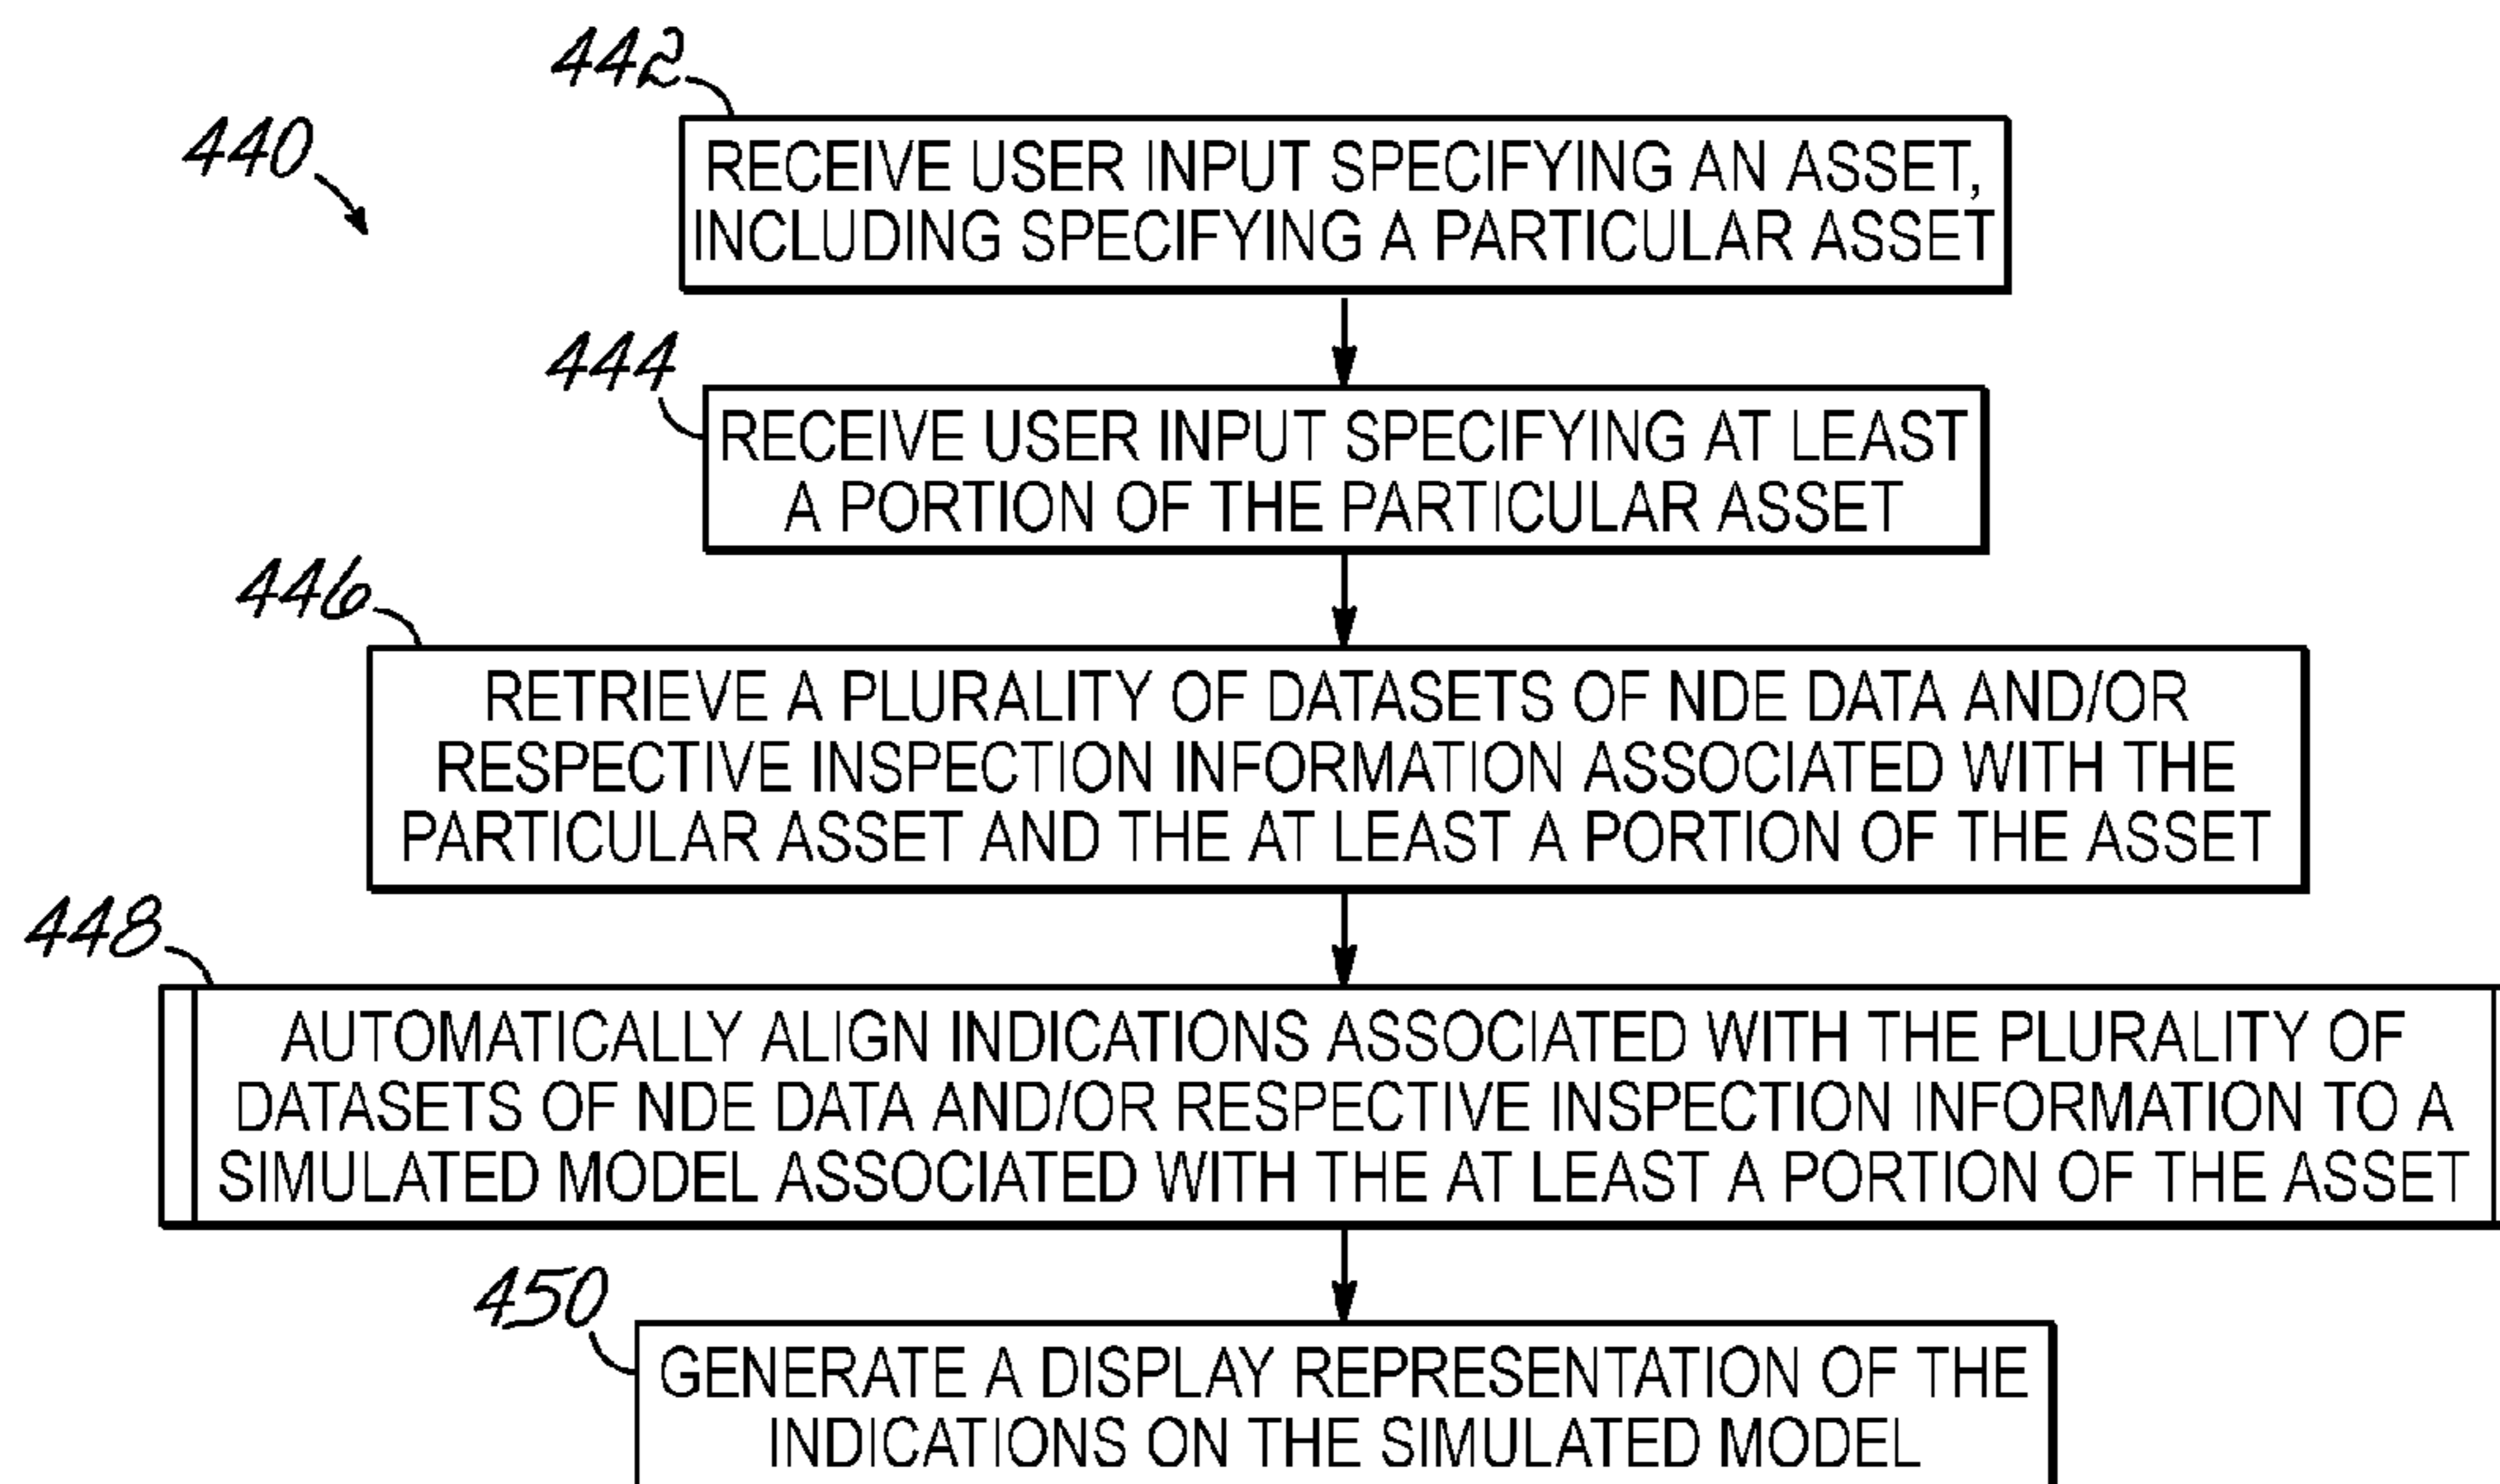 442
440
RECEIVE USER INPUT SPECIFYING AN ASSET,
INCLUDING SPECIFYING A PARTICULAR ASSET
444
RECEIVE USER INPUT SPECIFYING AT LEAST
A PORTION OF THE PARTICULAR ASSET
446
RETRIEVE A PLURALITY OF DATASETS OF NDE DATA AND/OR
RESPECTIVE INSPECTION INFORMATION ASSOCIATED WITH THE
PARTICULAR ASSET AND THE AT LEAST A PORTION OF THE ASSET
448
AUTOMATICALLY ALIGN INDICATIONS ASSOCIATED WITH THE PLURALITY OF
DATASETS OF NDE DATA AND/OR RESPECTIVE INSPECTION INFORMATION TO A
SIMULATED MODEL ASSOCIATED WITH THE AT LEAST A PORTION OF THE ASSET
450
GENERATE A DISPLAY REPRESENTATION OF THE
INDICATIONS ON THE SIMULATED MODEL